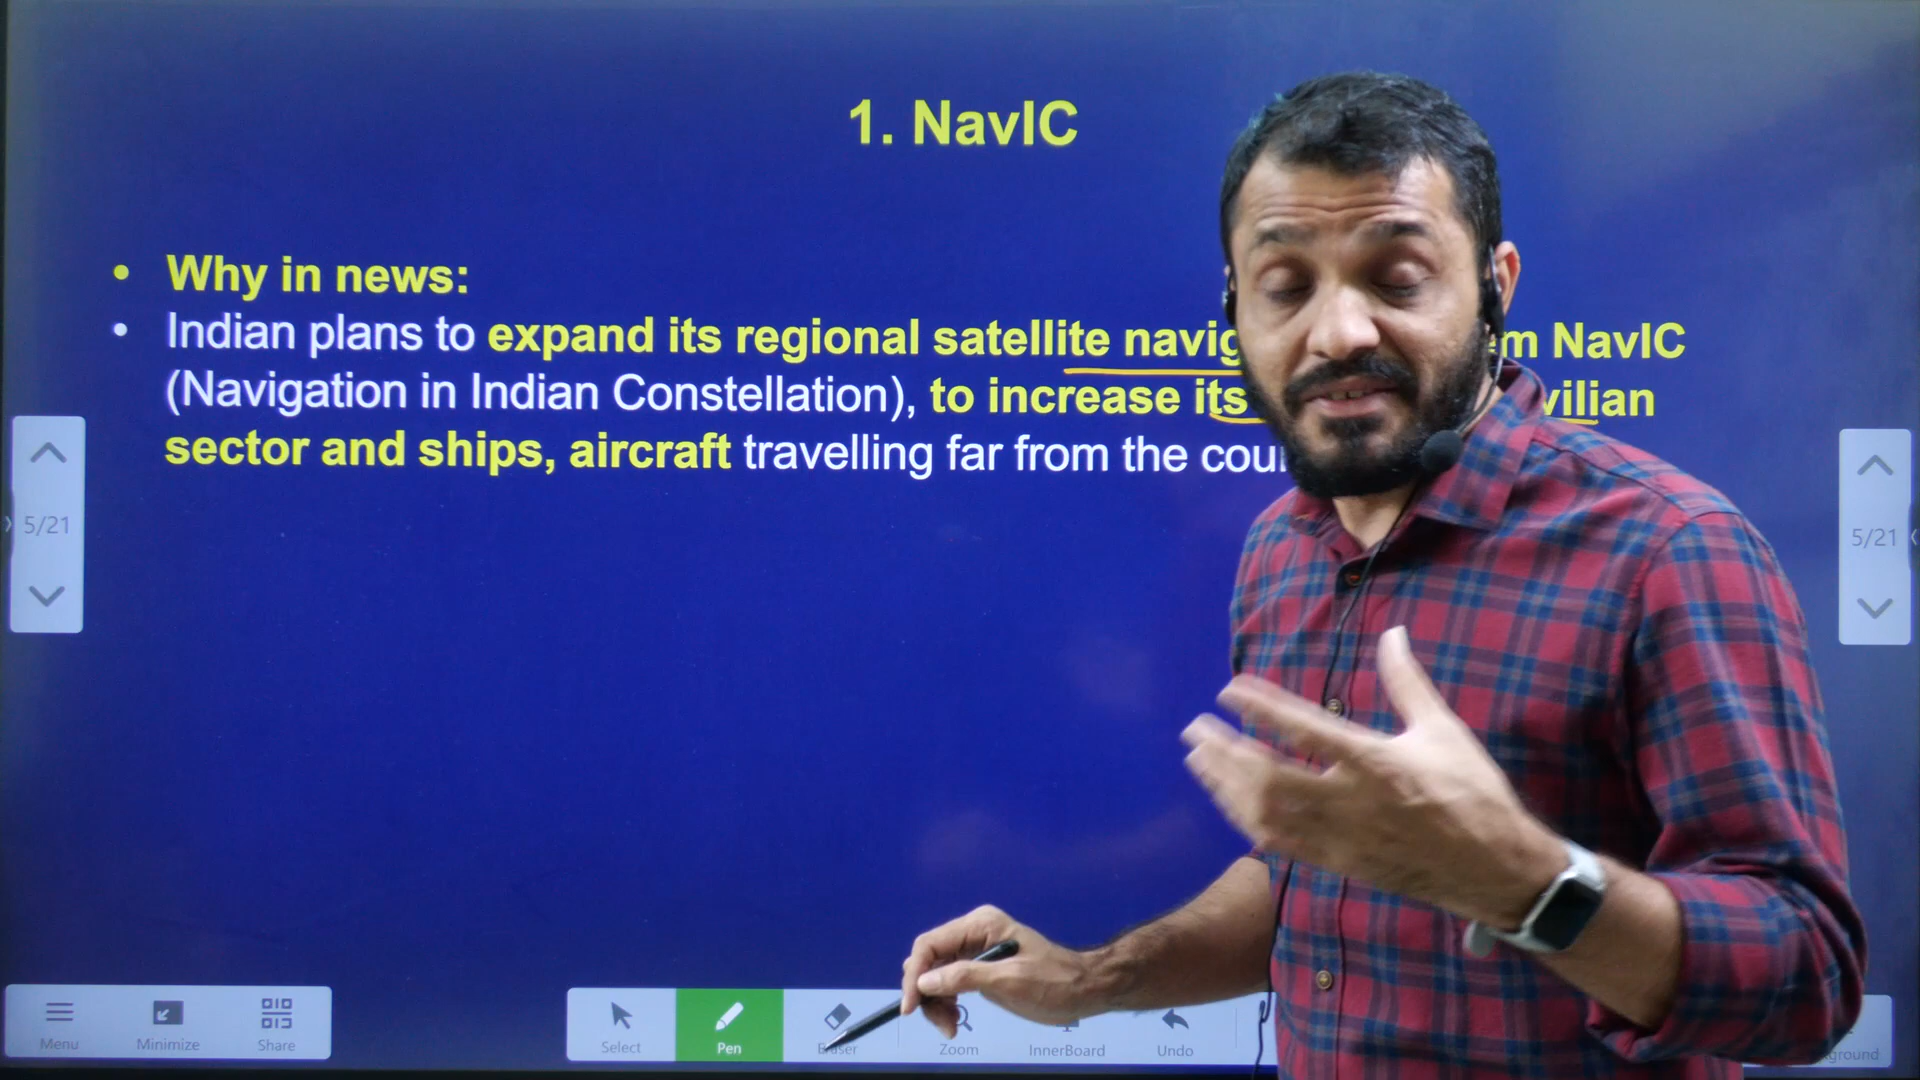 1. NavIC
• Why in news:
• Indian plans to expand its regional satellite navig m NavIC
(Navigation in Indian Constellation), to increase its vilian
sector and ships, aircraft travelling far from the cou
5/21
5/21
Menu
Minimize
Share
Select
Pen
Eraser
Zoom
InnerBoard
Undo
ground